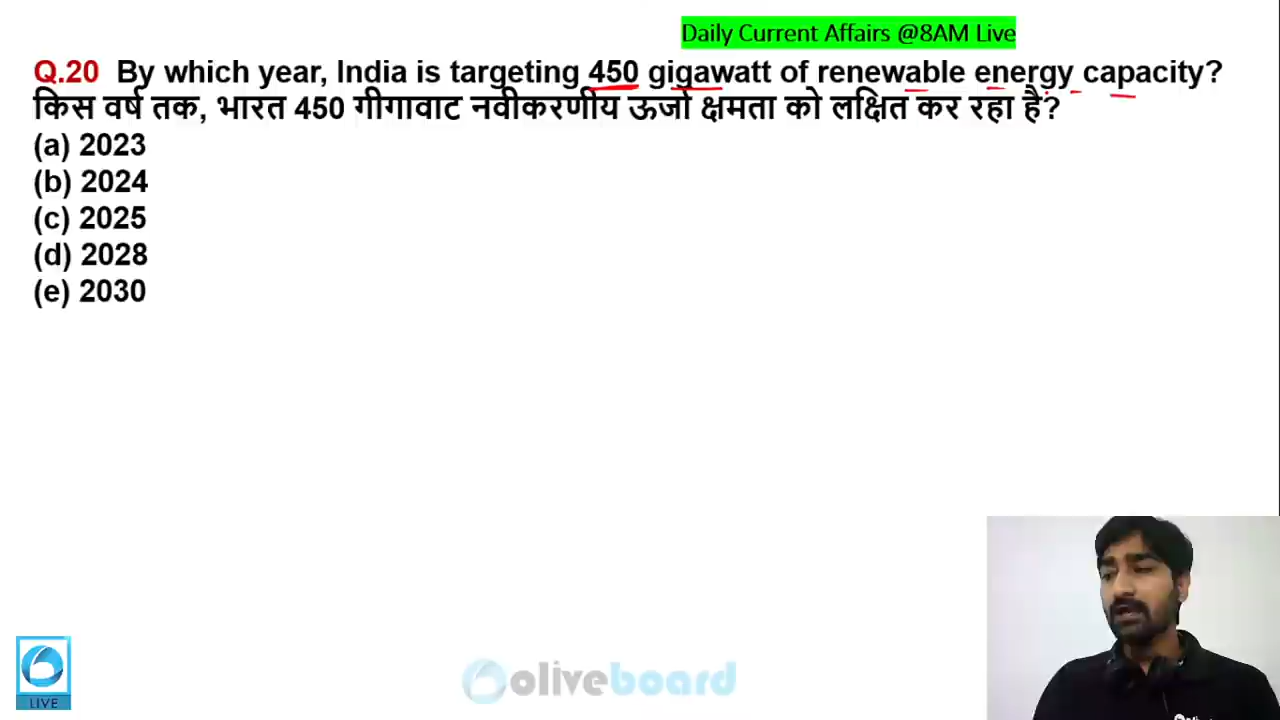 Daily Current Affairs @8AM Live
Q.20 By which year, India is targeting 450 gigawatt of renewable energy capacity?
किस वर्ष तक, भारत 450 गीगावाट नवीकरणीय ऊर्जा क्षमता को लक्षित कर रहा है?
(a) 2023
(b) 2024
(c) 2025
(d) 2028
(e) 2030
LIVE
oliveboard